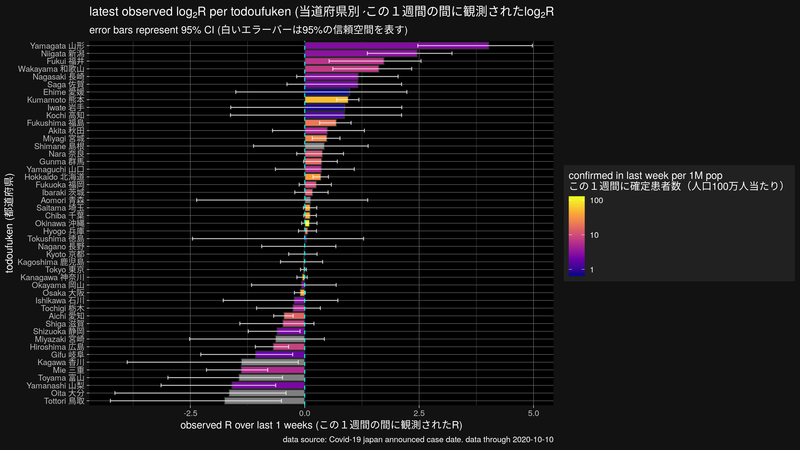 latest observed log₂R per todoufuken (当道府県別・この１週間の間に観測されたlog₂R
error bars represent 95% CI (白いエラーバーは95%の信頼空間を表す)
todoufuken (都道府県)
Yamagata 山形
Niigata 新潟
Fukui 福井
Wakayama 和歌山
Nagasaki 長崎
Saga 佐賀
Ehime 愛媛
Kumamoto 熊本
Iwate 岩手
Kochi 高知
Fukushima 福島
Akita 秋田
Miyagi 宮城
Shimane 島根
Nara 奈良
Gunma 群馬
Yamaguchi 山口
Hokkaido 北海道
Fukuoka 福岡
Ibaraki 茨城
Aomori 青森
Saitama 埼玉
Chiba 千葉
Okinawa 沖縄
Hyogo 兵庫
Tokushima 徳島
Nagano 長野
Kyoto 京都
Kagoshima 鹿児島
Tokyo 東京
Kanagawa 神奈川
Okayama 岡山
Osaka 大阪
Ishikawa 石川
Tochigi 栃木
Aichi 愛知
Shiga 滋賀
Shizuoka 静岡
Miyazaki 宮崎
Hiroshima 広島
Gifu 岐阜
Kagawa 香川
Mie 三重
Toyama 富山
Yamanashi 山梨
Oita 大分
Tottori 鳥取
-2.5 0.0 2.5 5.0
observed R over last 1 weeks (この１週間の間に観測されたR)
data source: Covid-19 japan announced case date. data through 2020-10-10
confirmed in last week per 1M pop
この１週間に確定患者数（人口100万人当たり）
100
10
1